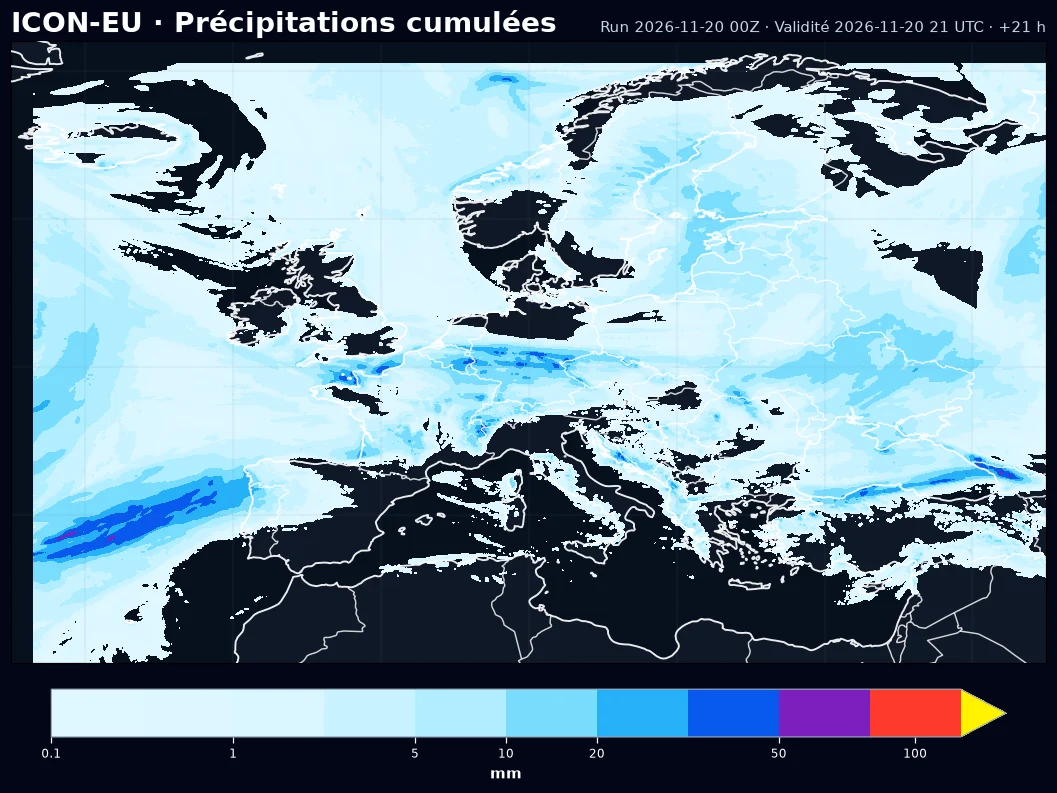 ICON-EU · Précipitations cumulées
Run 2026-11-20 00Z · Validité 2026-11-20 21 UTC · +21 h
0.1 1 5 10 20 50 100
mm